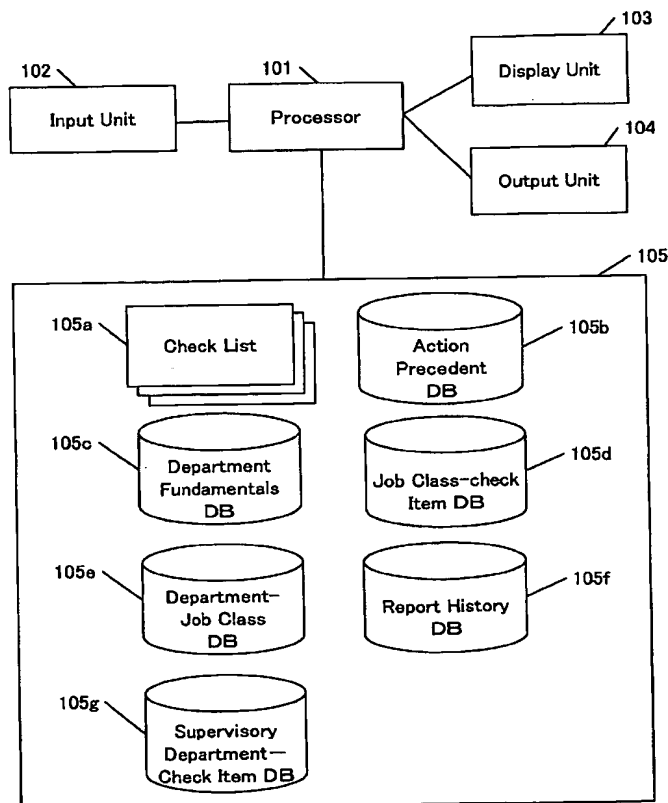 103
102
101
Display Unit
Input Unit
Processor
104
Output Unit
105
105a
Check List
105b
Action
Precedent
DB
105c
Department
Fundamentals
DB
105d
Job Class-check
Item DB
105e
Department-
Job Class
DB
105f
Report History
DB
105g
Supervisory
Department-
Check Item DB